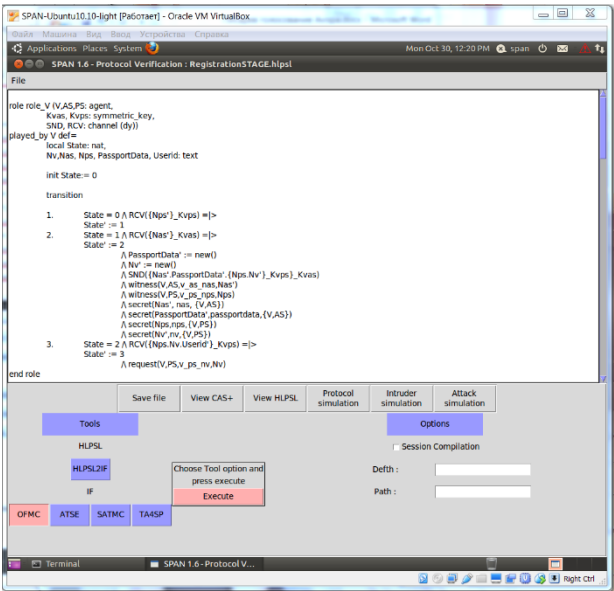 SPAN-Ubuntu10.10-light [Работает] - Oracle VM VirtualBox
Файл Машина Вид Ввод Устройства Справка
Applications Places System Mon Oct 30, 12:20 PM span
SPAN 1.6 - Protocol Verification : RegistrationSTAGE.hlpsl
File
role role_V (V,AS,PS: agent,
Kvas, Kvps: symmetric_key,
SND, RCV: channel (dy))
played_by V def=
local State: nat,
Nv,Nas, Nps, PassportData, UserId: text
init State:= 0
transition
1. State = 0 /\ RCV({Nps'}_Kvps) =|>
State' := 1
2. State = 1 /\ RCV({Nas'}_Kvas) =|>
State' := 2
/\ PassportData' := new()
/\ Nv' := new()
/\ SND({Nas'.PassportData'.{Nps.Nv'}_Kvps}_Kvas)
/\ witness(V,AS,v_as_nas,Nas')
/\ witness(V,PS,v_ps_nps,Nps)
/\ secret(Nas', nas, {V,AS})
/\ secret(PassportData',passportdata,{V,AS})
/\ secret(Nps,nps,{V,PS})
/\ secret(Nv',nv,{V,PS})
3. State = 2 /\ RCV({Nps.Nv.UserId'}_Kvps) =|>
State' := 3
/\ request(V,PS,v_ps_nv,Nv)
end role
Save file View CAS+ View HLPSL Protocol simulation Intruder simulation Attack simulation
Tools Options
HLPSL Session Compilation
HLPSL2IF Choose Tool option and press execute Defth :
IF Execute Path :
OFMC ATSE SATMC TA4SP
Terminal SPAN 1.6 - Protocol V...
Right Ctrl